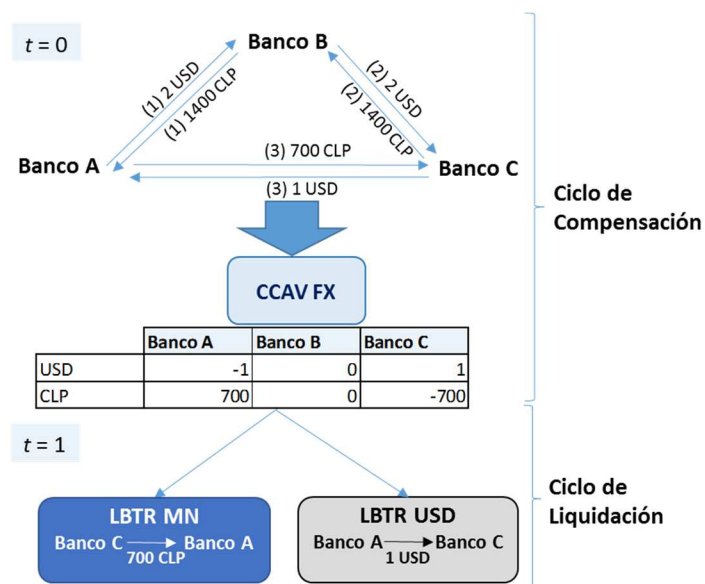 t = 0
Banco B
(1) 2 USD
(1) 1400 CLP
(2) 2 USD
(2) 1400 CLP
Banco A
(3) 700 CLP
Banco C
(3) 1 USD
Ciclo de
Compensación
CCAV FX
Banco A Banco B Banco C
USD -1 0 1
CLP 700 0 -700
t = 1
Ciclo de
Liquidación
LBTR MN
Banco C Banco A
700 CLP
LBTR USD
Banco A Banco C
1 USD